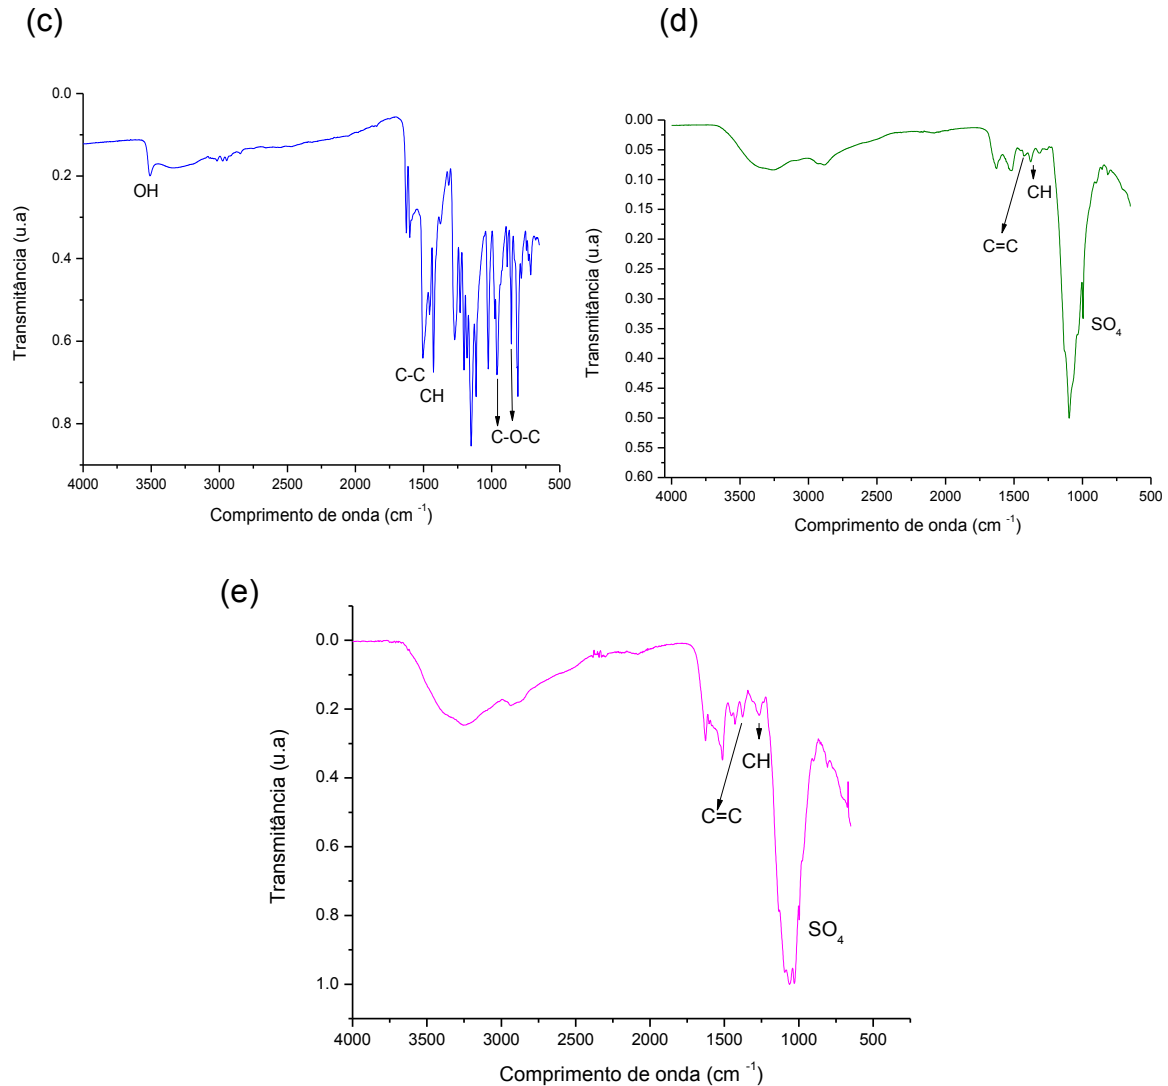 (c)
(d)
0.0
0.2
0.4
0.6
0.8
Transmitância (u.a)
OH
C-C
CH
C-O-C
4000 3500 3000 2500 2000 1500 1000 500
Comprimento de onda (cm -1)
0.00
0.05
0.10
0.15
0.20
0.25
0.30
0.35
0.40
0.45
0.50
0.55
0.60
Transmitância (u.a)
CH
C=C
SO4
4000 3500 3000 2500 2000 1500 1000 500
Comprimento de onda (cm -1)
(e)
0.0
0.2
0.4
0.6
0.8
1.0
Transmitância (u.a)
CH
C=C
SO4
4000 3500 3000 2500 2000 1500 1000 500
Comprimento de onda (cm -1)